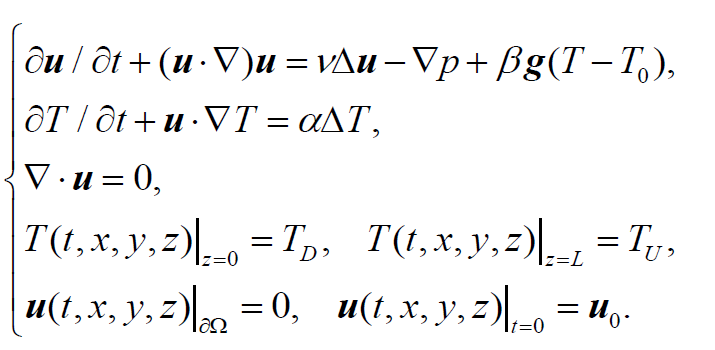 ∂u / ∂t + (u · ∇)u = νΔu − ∇p + βg(T − T₀),
∂T / ∂t + u · ∇T = αΔT,
∇ · u = 0,
T(t, x, y, z)|_{z=0} = T_D,   T(t, x, y, z)|_{z=L} = T_U,
u(t, x, y, z)|_{∂Ω} = 0,   u(t, x, y, z)|_{t=0} = u₀.